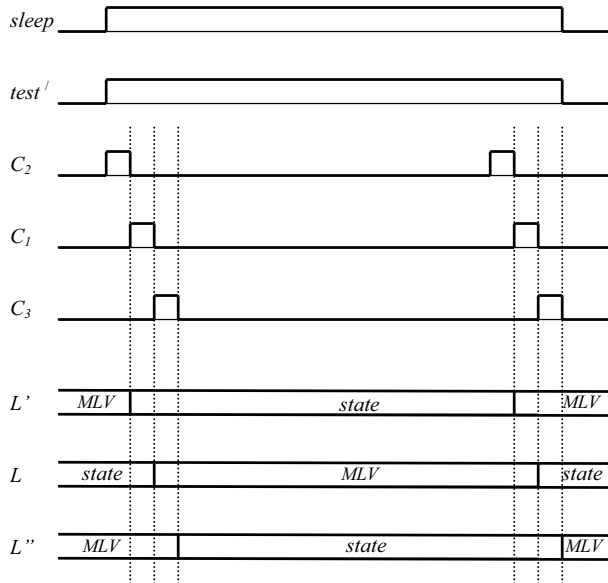 sleep
test /
C2
C1
C3
L' MLV state MLV
L state MLV state
L" MLV state MLV